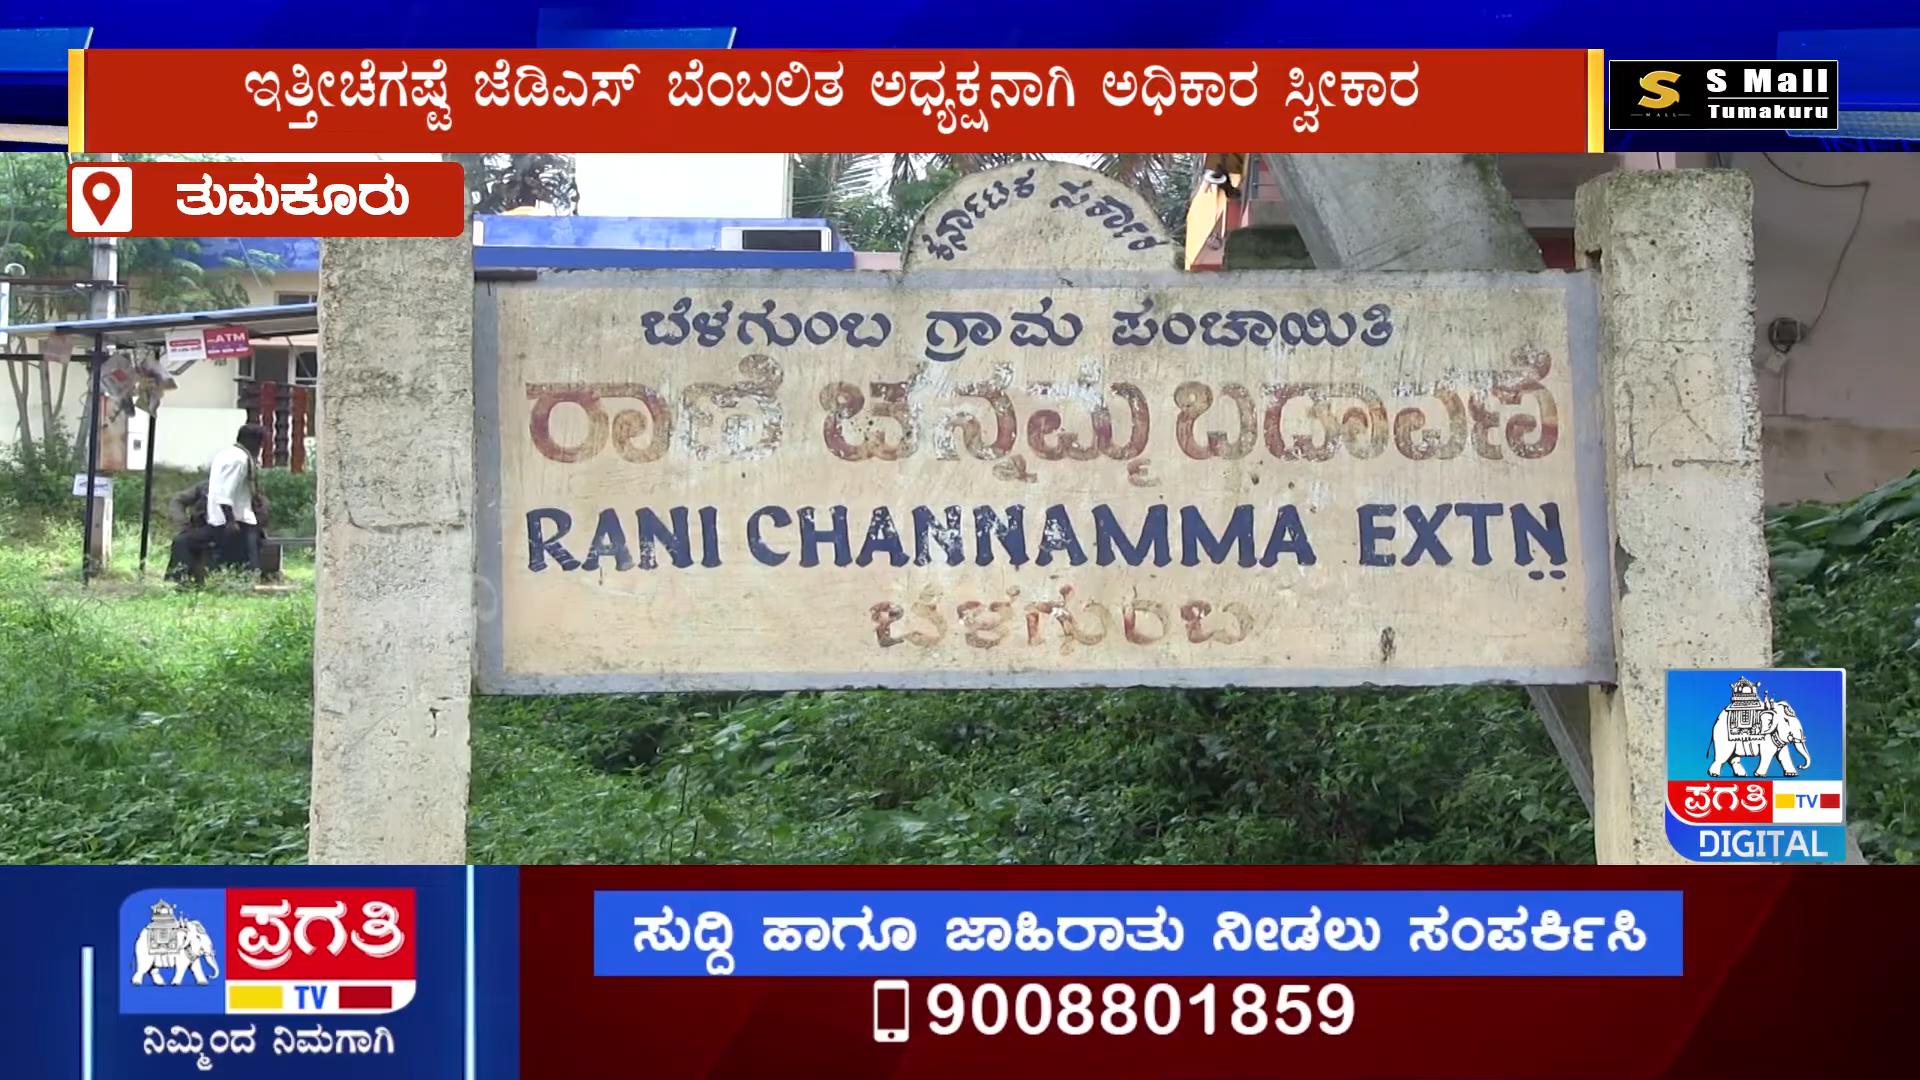 ಇತ್ತೀಚೆಗಷ್ಟೆ ಜೆಡಿಎಸ್ ಬೆಂಬಲಿತ ಅಧ್ಯಕ್ಷನಾಗಿ ಅಧಿಕಾರ ಸ್ವೀಕಾರ
S Mall
Tumakuru
MALL
ತುಮಕೂರು
ಕರ್ನಾಟಕ ಸರ್ಕಾರ
ಬೆಳಗುಂಬ ಗ್ರಾಮ ಪಂಚಾಯಿತಿ
ರಾಣಿ ಚೆನ್ನಮ್ಮ ಬಡಾವಣೆ
RANI CHANNAMMA EXTN
ಬೆಳಗುಂಬ
ATM
ಪ್ರಗತಿ
TV
DIGITAL
ಪ್ರಗತಿ
TV
ನಿಮ್ಮಿಂದ ನಿಮಗಾಗಿ
ಸುದ್ದಿ ಹಾಗೂ ಜಾಹಿರಾತು ನೀಡಲು ಸಂಪರ್ಕಿಸಿ
9008801859